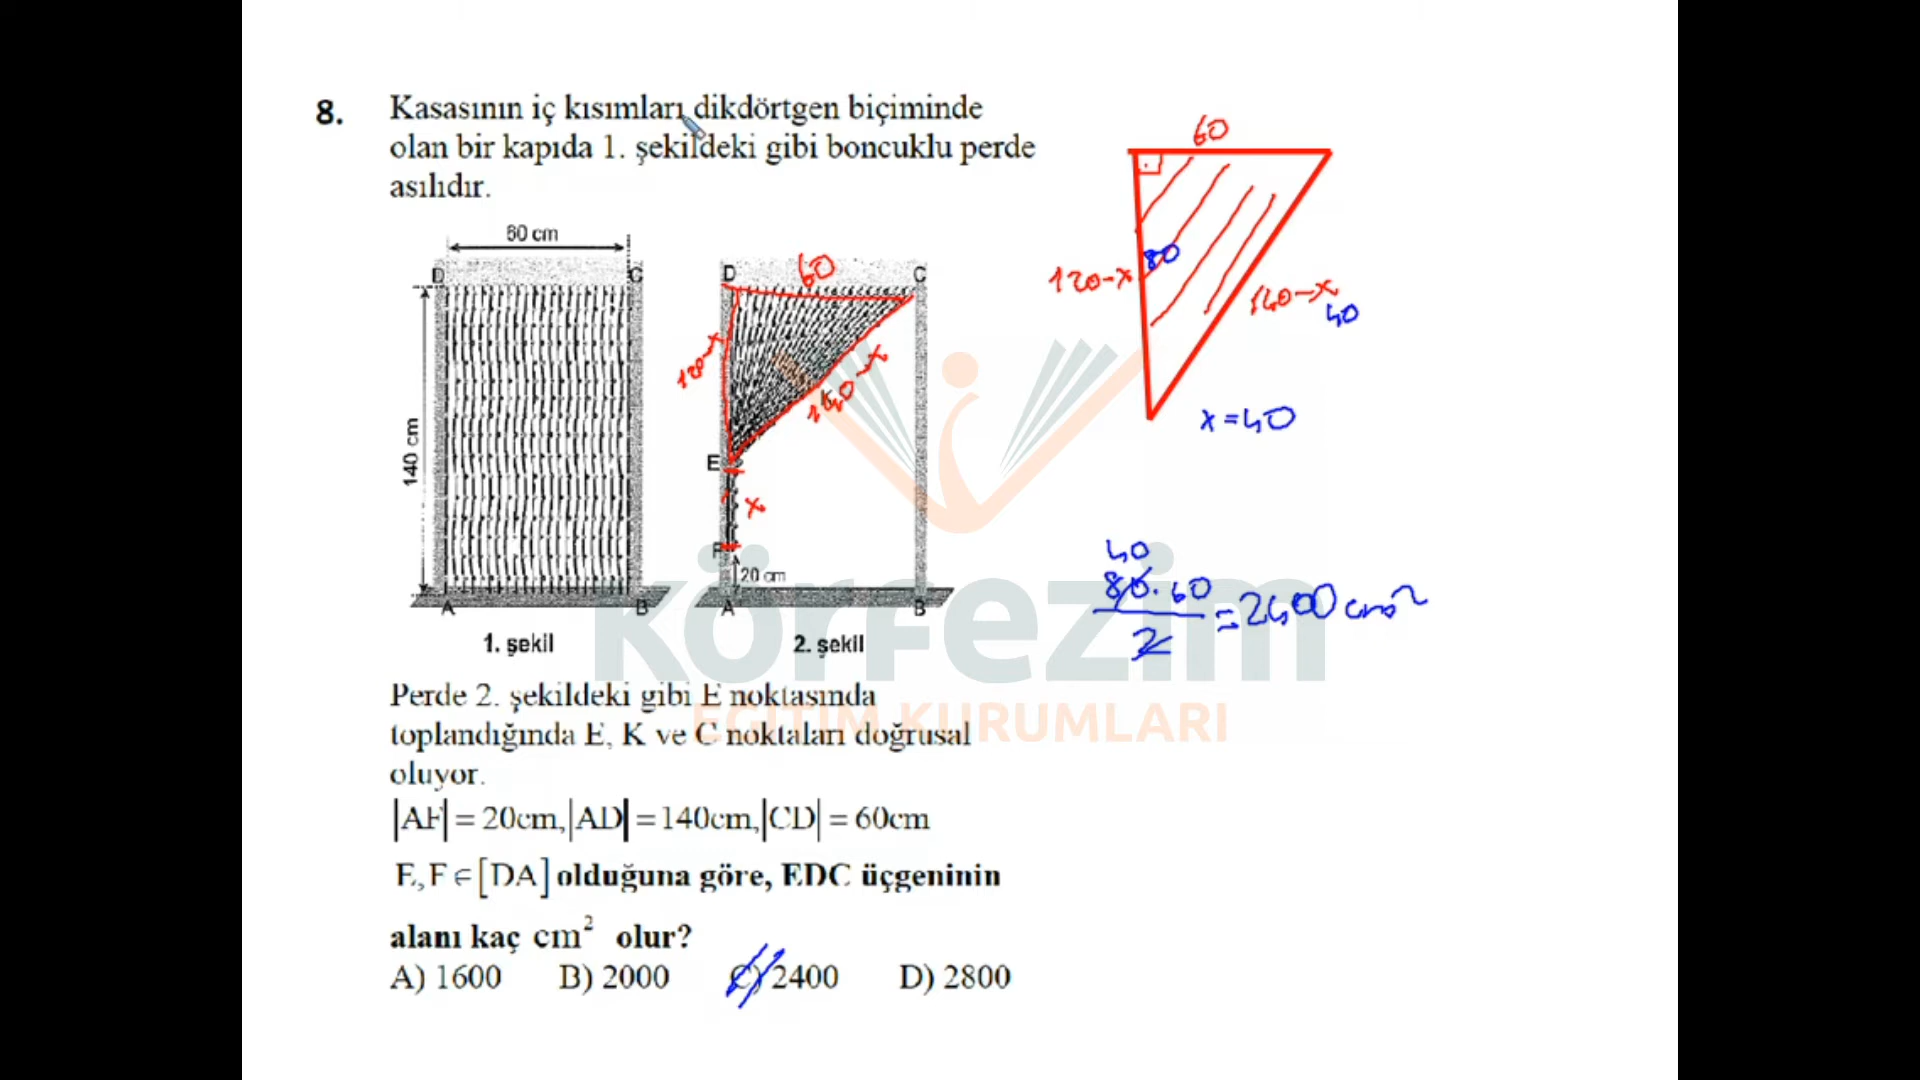 8. Kasasının iç kısımları dikdörtgen biçiminde
olan bir kapıda 1. şekildeki gibi boncuklu perde
asılıdır.
60 cm
D C
140 cm
A B
1. şekil
D 60 C
120-x
140-x
E
x
F
20 cm
A B
2. şekil
60
120-x
80
140-x
40
x=40
40
80.60
2
=2400 cm²
körfezim
EĞİTİM KURUMLARI
Perde 2. şekildeki gibi E noktasında
toplandığında E, K ve C noktaları doğrusal
oluyor.
|AF| = 20cm, |AD| = 140cm, |CD| = 60cm
E, F ∈ [DA] olduğuna göre, EDC üçgeninin
alanı kaç cm² olur?
A) 1600 B) 2000 C) 2400 D) 2800